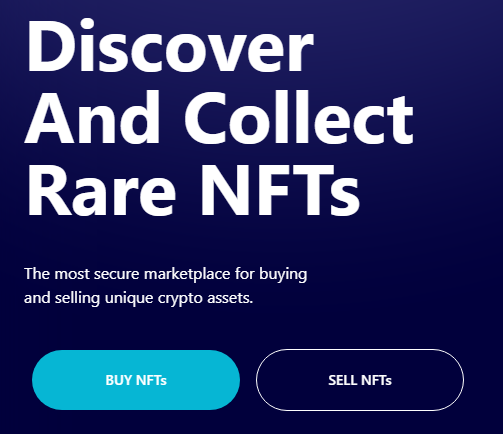 Discover
And Collect
Rare NFTs
The most secure marketplace for buying
and selling unique crypto assets.
BUY NFTs
SELL NFTs